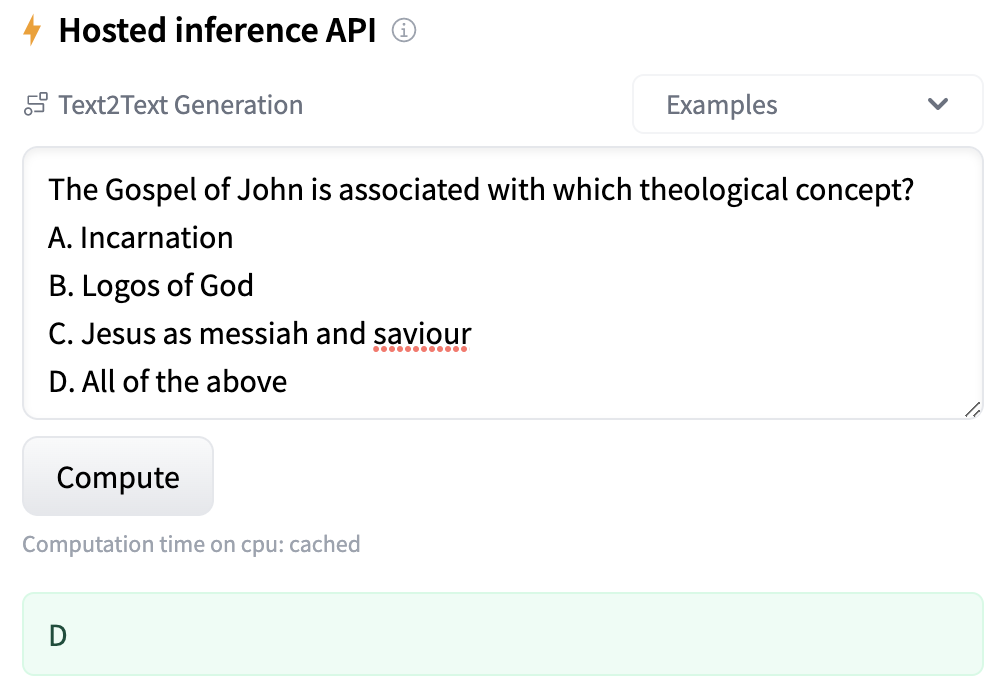 Hosted inference API
Text2Text Generation
Examples
The Gospel of John is associated with which theological concept?
A. Incarnation
B. Logos of God
C. Jesus as messiah and saviour
D. All of the above
Compute
Computation time on cpu: cached
D